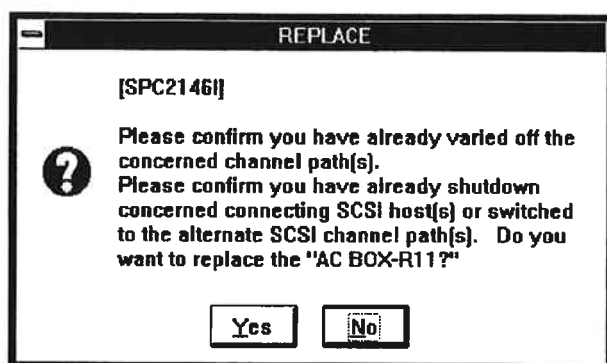 REPLACE
[SPC2146I]
Please confirm you have already varied off the
concerned channel path(s).
Please confirm you have already shutdown
concerned connecting SCSI host(s) or switched
to the alternate SCSI channel path(s). Do you
want to replace the "AC BOX-R11?"
?
Yes
No